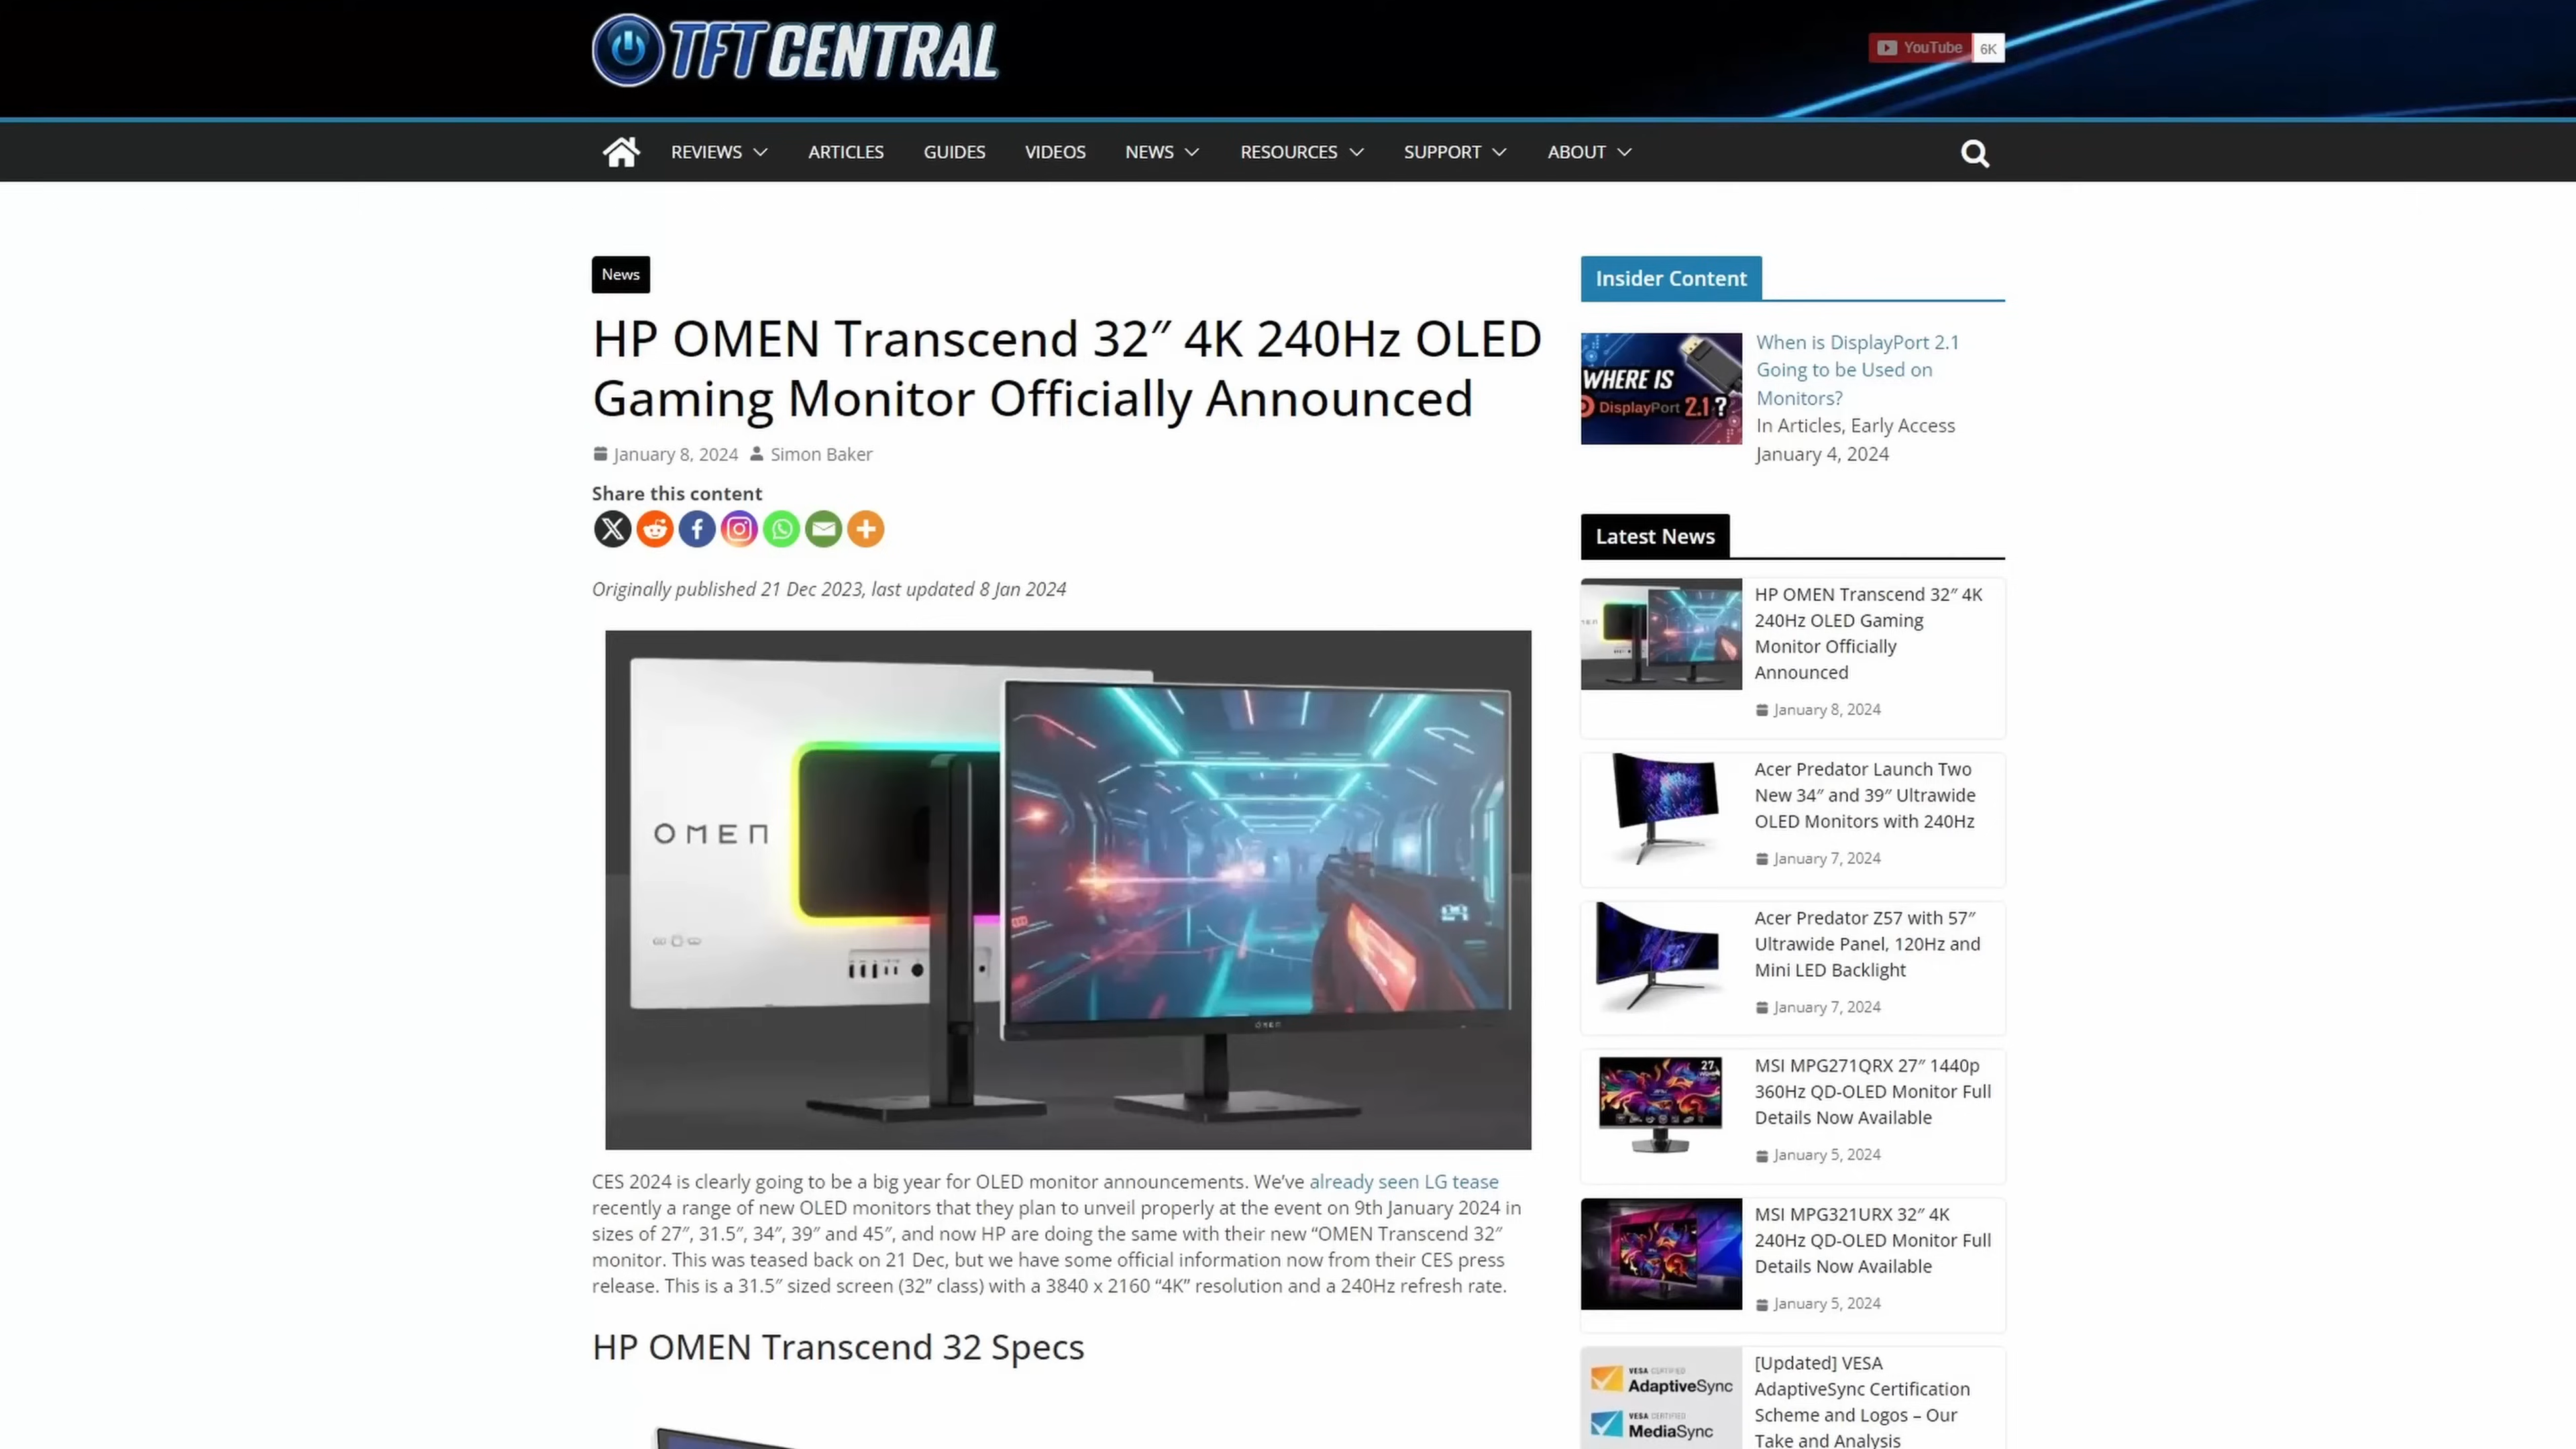 TFTCENTRAL
YouTube 6K
REVIEWS ARTICLES GUIDES VIDEOS NEWS RESOURCES SUPPORT ABOUT
News
HP OMEN Transcend 32″ 4K 240Hz OLED
Gaming Monitor Officially Announced
January 8, 2024 Simon Baker
Share this content
Originally published 21 Dec 2023, last updated 8 Jan 2024
OMEN
OMEN
CES 2024 is clearly going to be a big year for OLED monitor announcements. We’ve already seen LG tease
recently a range of new OLED monitors that they plan to unveil properly at the event on 9th January 2024 in
sizes of 27″, 31.5″, 34″, 39″ and 45″, and now HP are doing the same with their new “OMEN Transcend 32″
monitor. This was teased back on 21 Dec, but we have some official information now from their CES press
release. This is a 31.5″ sized screen (32” class) with a 3840 x 2160 “4K” resolution and a 240Hz refresh rate.
HP OMEN Transcend 32 Specs
Insider Content
WHERE IS
DisplayPort 2.1?
When is DisplayPort 2.1
Going to be Used on
Monitors?
In Articles, Early Access
January 4, 2024
Latest News
HP OMEN Transcend 32″ 4K
240Hz OLED Gaming
Monitor Officially
Announced
January 8, 2024
Acer Predator Launch Two
New 34″ and 39″ Ultrawide
OLED Monitors with 240Hz
January 7, 2024
Acer Predator Z57 with 57″
Ultrawide Panel, 120Hz and
Mini LED Backlight
January 7, 2024
27"
MSI MPG271QRX 27″ 1440p
360Hz QD-OLED Monitor Full
Details Now Available
January 5, 2024
MSI MPG321URX 32″ 4K
240Hz QD-OLED Monitor Full
Details Now Available
January 5, 2024
VESA CERTIFIED
AdaptiveSync
VESA CERTIFIED
MediaSync
[Updated] VESA
AdaptiveSync Certification
Scheme and Logos – Our
Take and Analysis